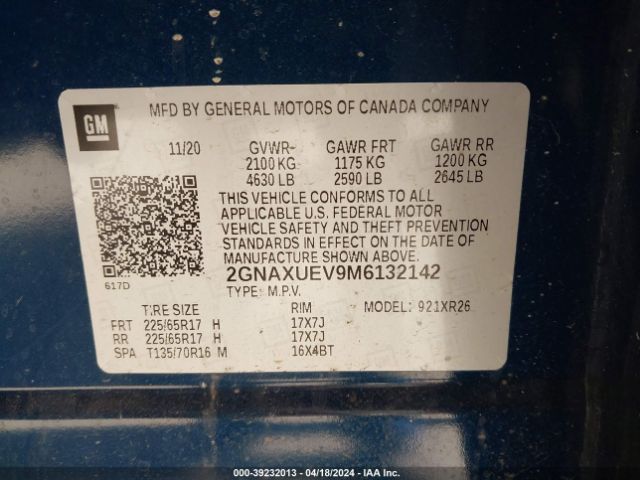 GM
MFD BY GENERAL MOTORS OF CANADA COMPANY
11/20 GVWR GAWR FRT GAWR RR
2100 KG 1175 KG 1200 KG
4630 LB 2590 LB 2645 LB
THIS VEHICLE CONFORMS TO ALL
APPLICABLE U.S. FEDERAL MOTOR
VEHICLE SAFETY AND THEFT PREVENTION
STANDARDS IN EFFECT ON THE DATE OF
MANUFACTURE SHOWN ABOVE.
617D
2GNAXUEV9M6132142
TYPE: M.P.V. MODEL: 921XR26
TIRE SIZE RIM
FRT 225/65R17 H 17X7J
RR 225/65R17 H 17X7J
SPA T135/70R16 M 16X4BT
000-39232013 - 04/18/2024 - IAA Inc.